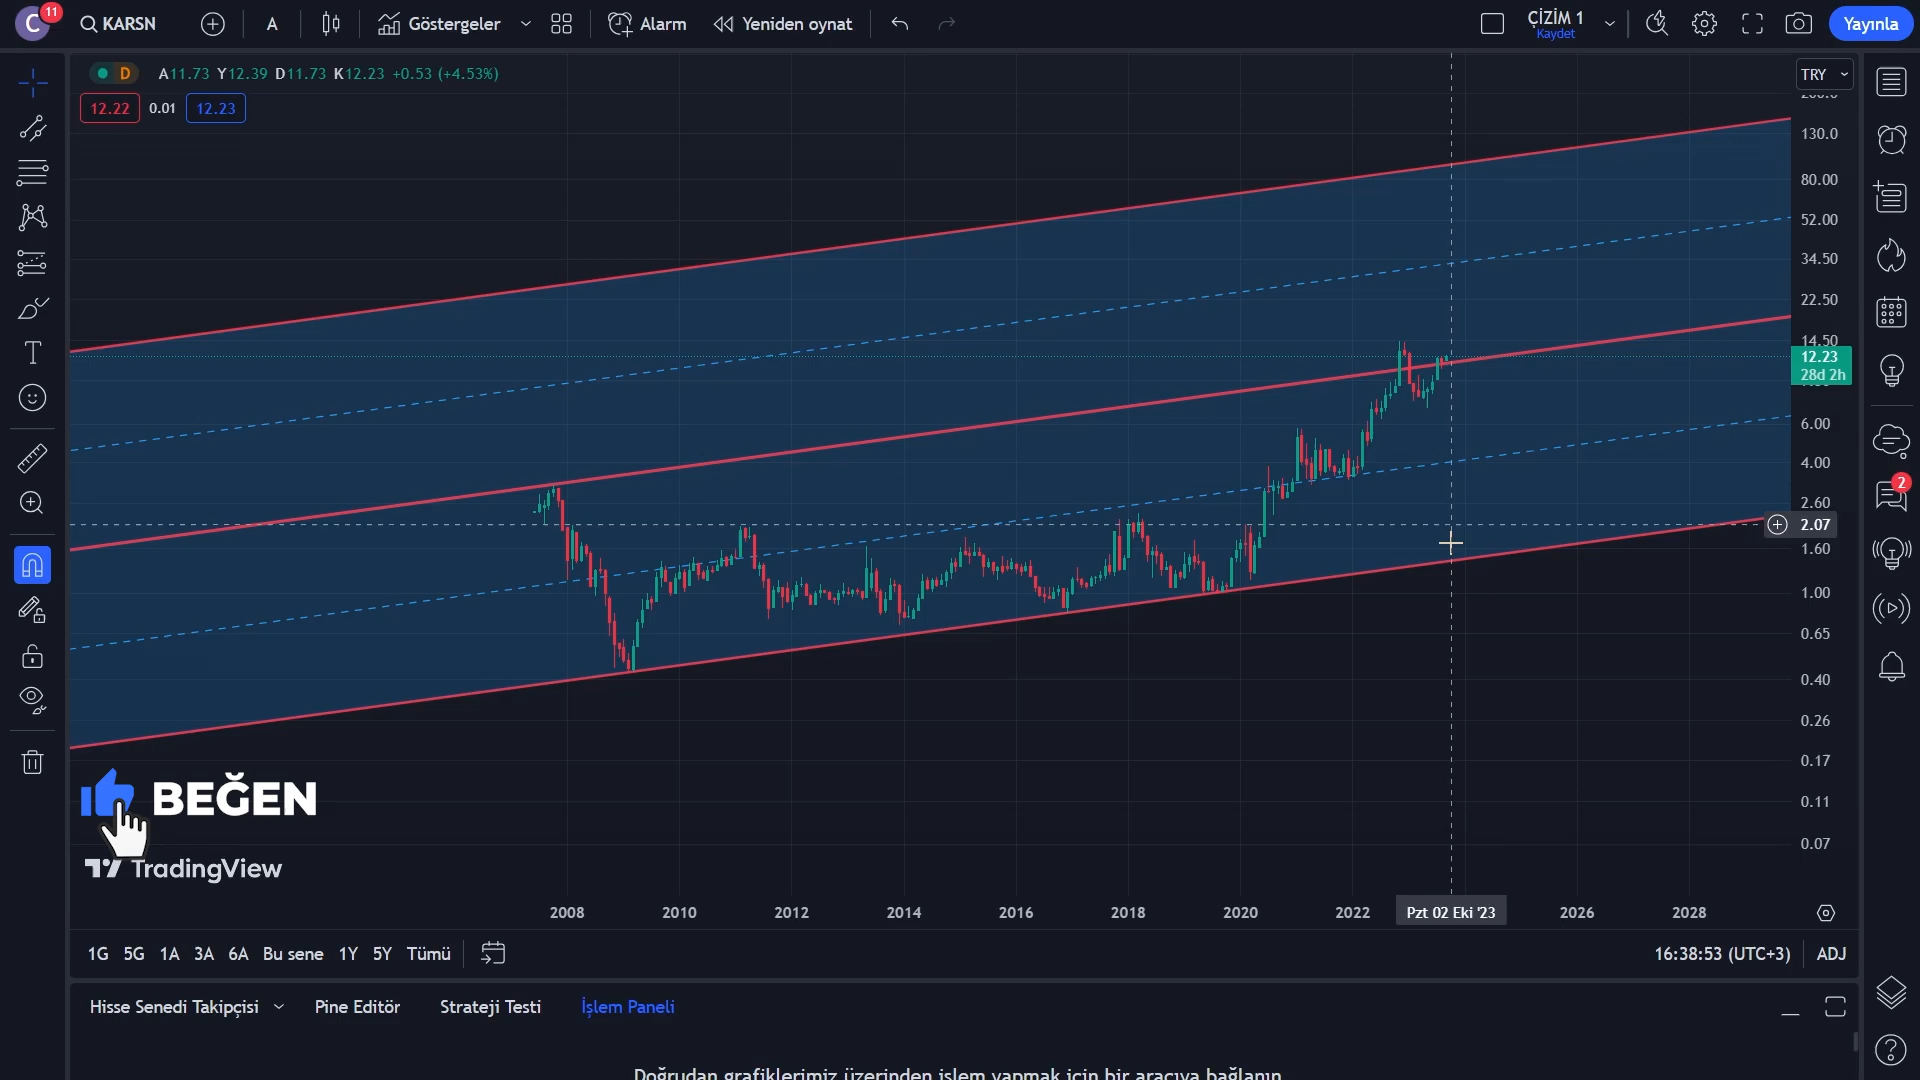 C 11 KARSN A Göstergeler Alarm Yeniden oynat ÇİZİM 1 Kaydet Yayınla
D A11.73 Y12.39 D11.73 K12.23 +0.53 (+4.53%) TRY
12.22 0.01 12.23
130.0
80.00
52.00
34.50
22.50
14.50
12.23
28d 2h
6.00
4.00
2.60
2
2.07
1.60
1.00
0.65
0.40
0.26
0.17
0.11
0.07
BEĞEN
TradingView
2008 2010 2012 2014 2016 2018 2020 2022 Pzt 02 Eki '23 2026 2028
1G 5G 1A 3A 6A Bu sene 1Y 5Y Tümü 16:38:53 (UTC+3) ADJ
Hisse Senedi Takipçisi Pine Editör Strateji Testi İşlem Paneli
Doğrudan grafiklerimiz üzerinden işlem yapmak için bir aracıya bağlanın